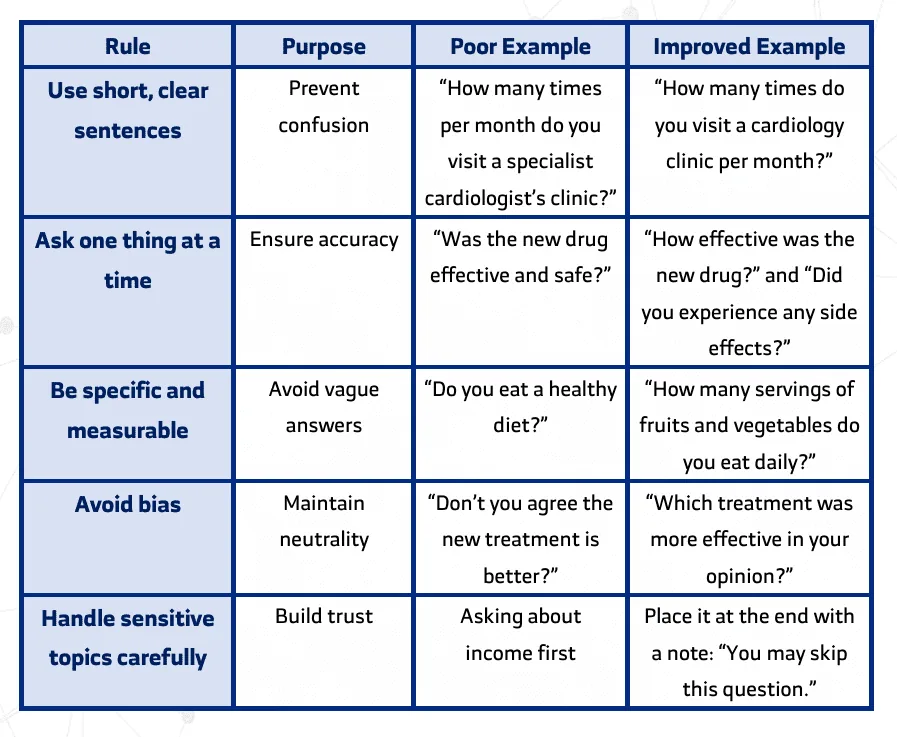 Rule
Purpose
Poor Example
Improved Example
Use short, clear
sentences
Prevent
confusion
“How many times
per month do you
visit a specialist
cardiologist’s clinic?”
“How many times do
you visit a cardiology
clinic per month?”
Ask one thing at a
time
Ensure accuracy
“Was the new drug
effective and safe?”
“How effective was the
new drug?” and “Did
you experience any side
effects?”
Be specific and
measurable
Avoid vague
answers
“Do you eat a healthy
diet?”
“How many servings of
fruits and vegetables do
you eat daily?”
Avoid bias
Maintain
neutrality
“Don’t you agree the
new treatment is
better?”
“Which treatment was
more effective in your
opinion?”
Handle sensitive
topics carefully
Build trust
Asking about
income first
Place it at the end with
a note: “You may skip
this question.”